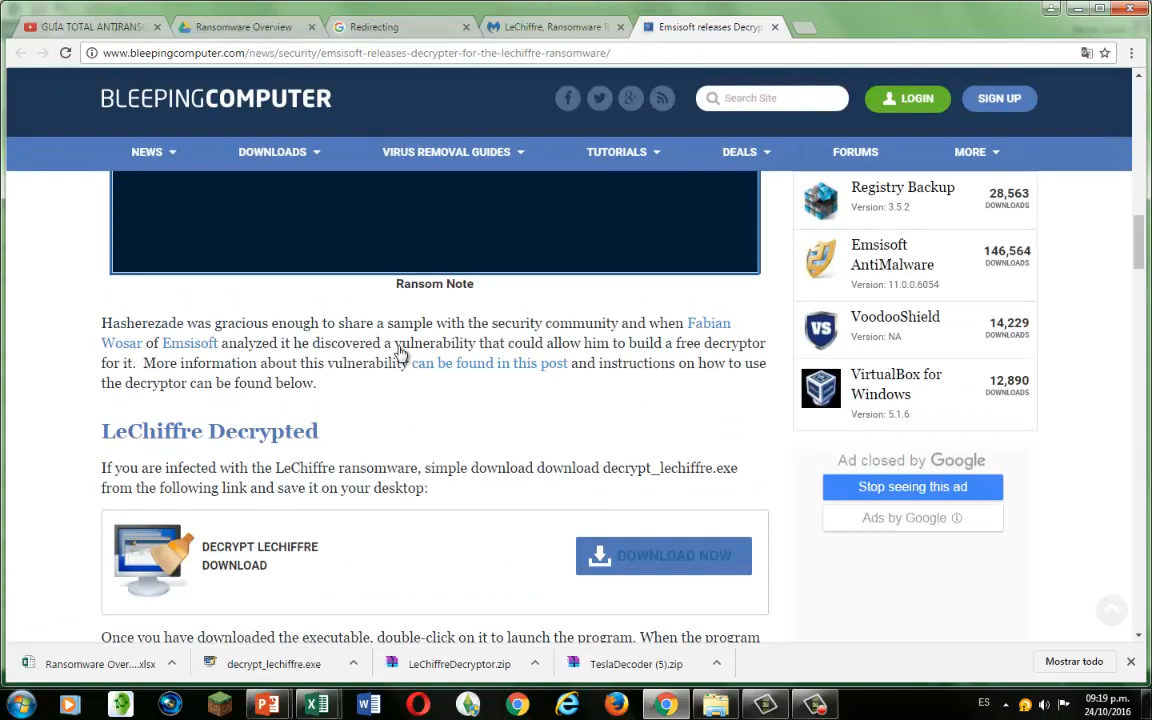 GUÍA TOTAL ANTIRANS
Ransomware Overview
Redirecting
LeChiffre, Ransomware R
Emsisoft releases Decryp
www.bleepingcomputer.com/news/security/emsisoft-releases-decrypter-for-the-lechiffre-ransomware/
BLEEPINGCOMPUTER
Search Site
LOGIN
SIGN UP
NEWS
DOWNLOADS
VIRUS REMOVAL GUIDES
TUTORIALS
DEALS
FORUMS
MORE
Ransom Note
Hasherezade was gracious enough to share a sample with the security community and when Fabian
Wosar of Emsisoft analyzed it he discovered a vulnerability that could allow him to build a free decryptor
for it. More information about this vulnerability can be found in this post and instructions on how to use
the decryptor can be found below.
LeChiffre Decrypted
If you are infected with the LeChiffre ransomware, simple download download decrypt_lechiffre.exe
from the following link and save it on your desktop:
DECRYPT LECHIFFRE
DOWNLOAD
DOWNLOAD NOW
Once you have downloaded the executable, double-click on it to launch the program. When the program
Registry Backup
Version: 3.5.2
28,563
DOWNLOADS
Emsisoft
AntiMalware
Version: 11.0.0.6054
146,564
DOWNLOADS
VS
VoodooShield
Version: NA
14,229
DOWNLOADS
VirtualBox for
Windows
Version: 5.1.6
12,890
DOWNLOADS
Ad closed by Google
Stop seeing this ad
Ads by Google
Ransomware Over....xlsx
decrypt_lechiffre.exe
LeChiffreDecryptor.zip
TeslaDecoder (5).zip
Mostrar todo
ES
09:19 p.m.
24/10/2016